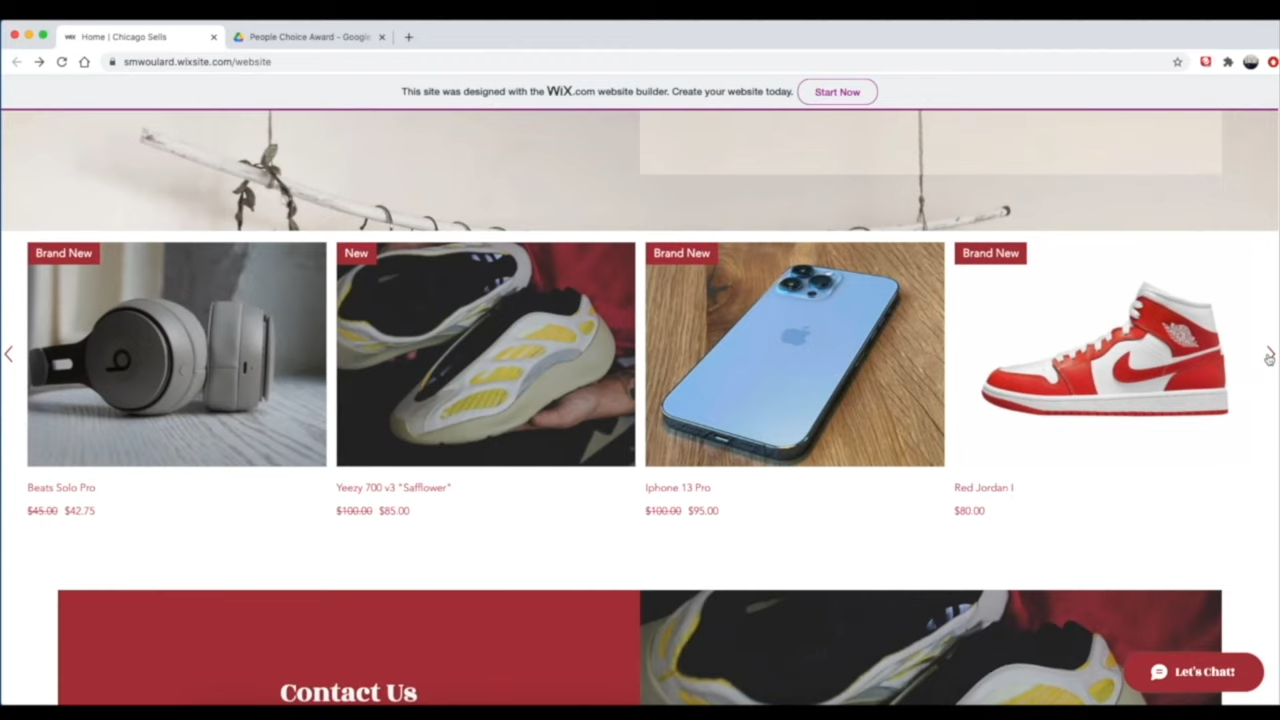 WiX Home | Chicago Sells
People Choice Award - Google
smwoulard.wixsite.com/website
This site was designed with the WiX.com website builder. Create your website today. Start Now
Brand New
New
Brand New
Brand New
Beats Solo Pro
Yeezy 700 v3 "Safflower"
Iphone 13 Pro
Red Jordan I
$45.00 $42.75
$100.00 $85.00
$100.00 $95.00
$80.00
Contact Us
Let's Chat!